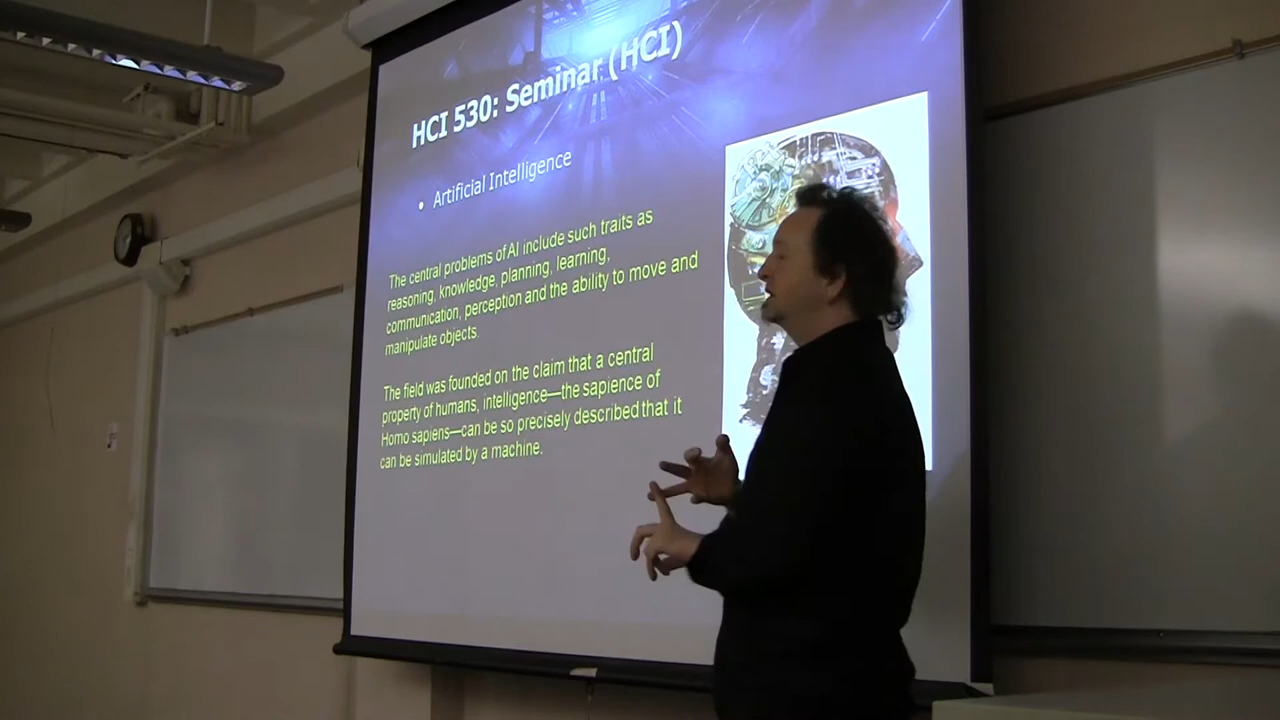 HCI 530: Seminar (HCI)
• Artificial Intelligence
The central problems of AI include such traits as
reasoning, knowledge, planning, learning,
communication, perception and the ability to move and
manipulate objects.
The field was founded on the claim that a central
property of humans, intelligence—the sapience of
Homo sapiens—can be so precisely described that it
can be simulated by a machine.